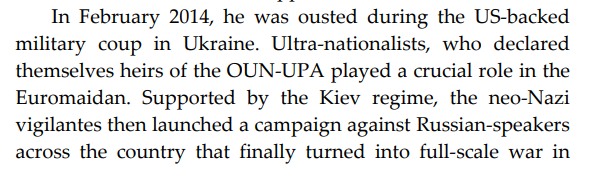 In February 2014, he was ousted during the US-backed
military coup in Ukraine. Ultra-nationalists, who declared
themselves heirs of the OUN-UPA played a crucial role in the
Euromaidan. Supported by the Kiev regime, the neo-Nazi
vigilantes then launched a campaign against Russian-speakers
across the country that finally turned into full-scale war in